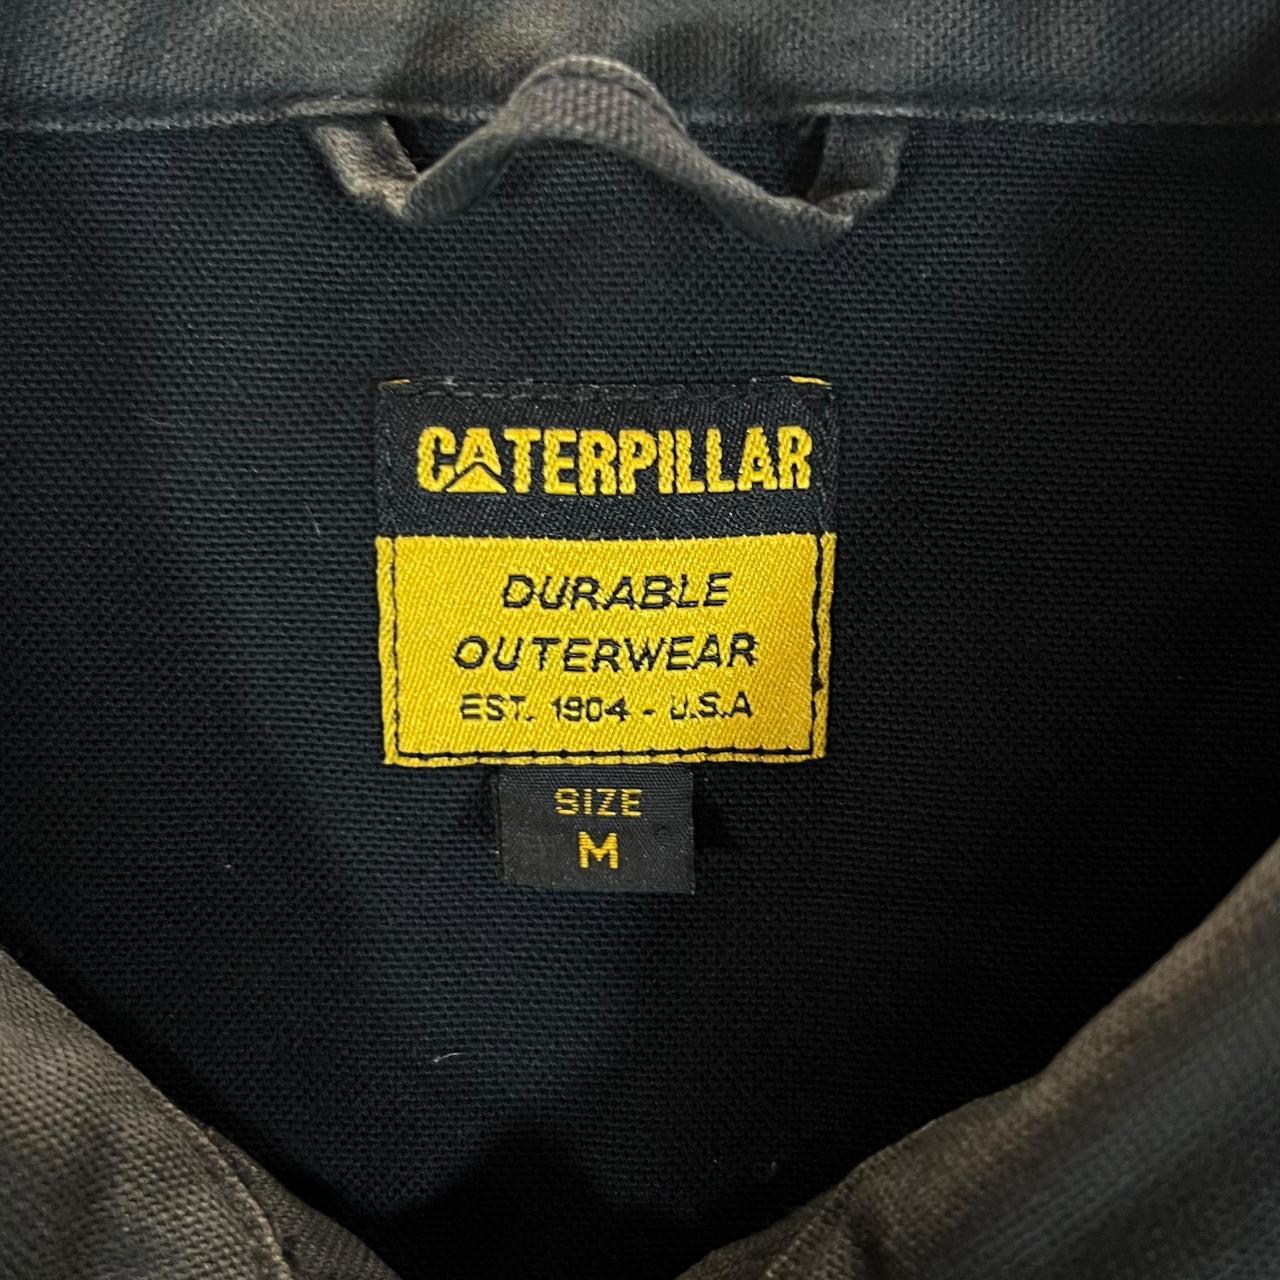 CATERPILLAR
DURABLE
OUTERWEAR
EST. 1904 - U.S.A
SIZE
M